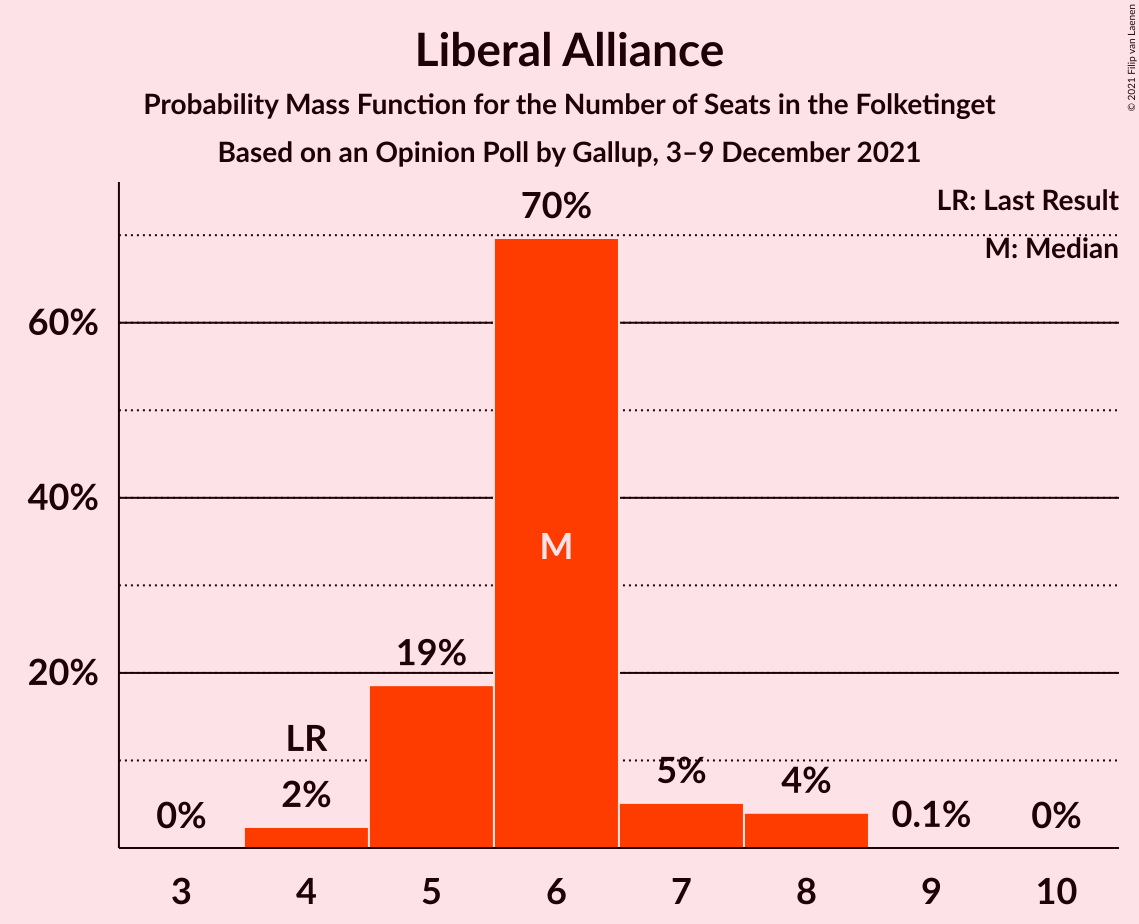 Liberal Alliance
Probability Mass Function for the Number of Seats in the Folketinget
Based on an Opinion Poll by Gallup, 3–9 December 2021
© 2021 Filip van Laenen
LR: Last Result
M: Median
60%
40%
20%
0%
LR
2%
19%
70%
M
5%
4%
0.1%
0%
3 4 5 6 7 8 9 10